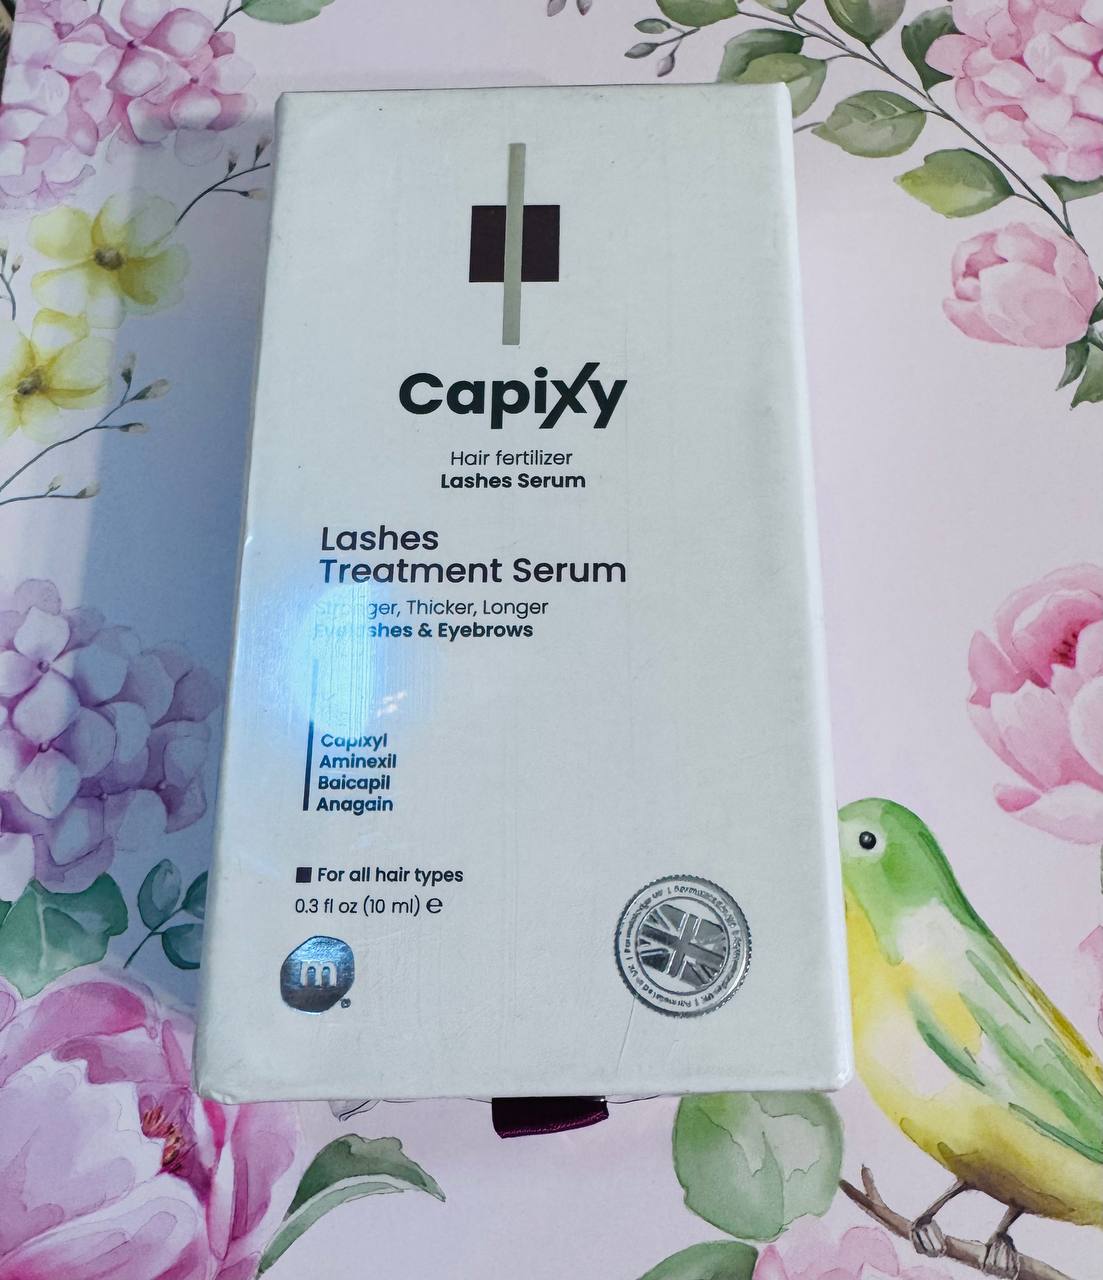 Capixy
Hair fertilizer
Lashes Serum
Lashes
Treatment Serum
Stronger, Thicker, Longer
Eyelashes & Eyebrows
Capixyl
Aminexil
Baicapil
Anagain
For all hair types
0.3 fl oz (10 ml) ℮
m